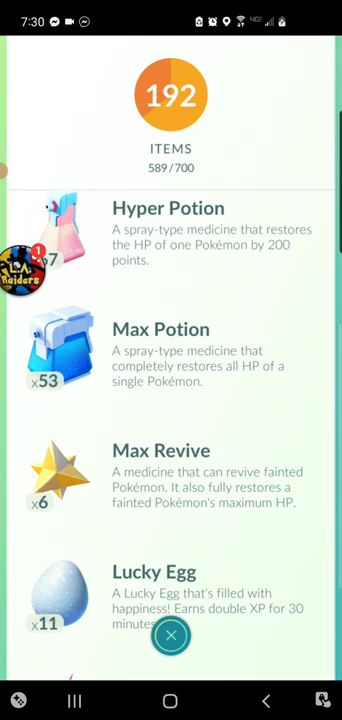 7:30
192
ITEMS
589/700
Hyper Potion
A spray-type medicine that restores
the HP of one Pokémon by 200
points.
1
L.A.
Raiders
Max Potion
A spray-type medicine that
completely restores all HP of a
single Pokémon.
x53
Max Revive
A medicine that can revive fainted
Pokémon. It also fully restores a
fainted Pokémon's maximum HP.
x6
Lucky Egg
A Lucky Egg that's filled with
happiness! Earns double XP for 30
minutes
x11